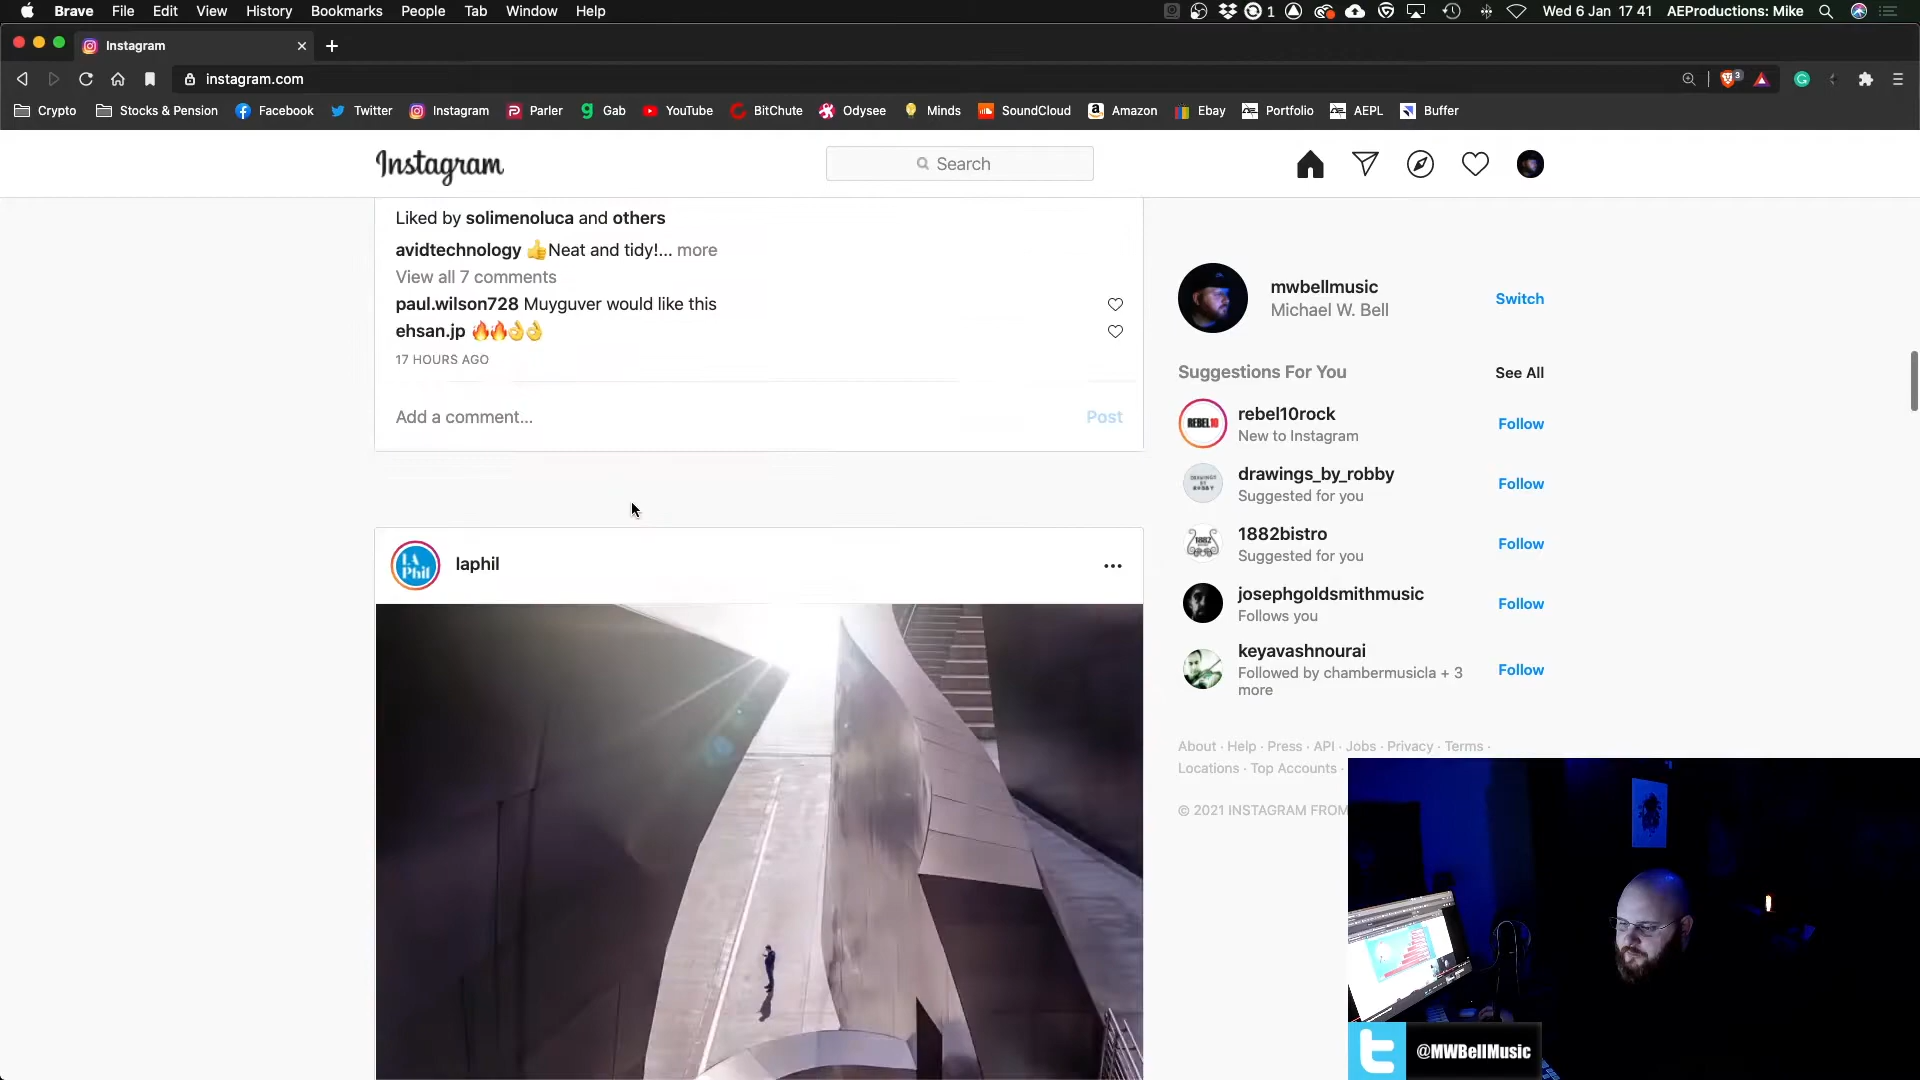 Brave File Edit View History Bookmarks People Tab Window Help 1 Wed 6 Jan 17 41 AEProductions: Mike
Instagram
instagram.com 3
Crypto Stocks & Pension Facebook Twitter Instagram Parler Gab YouTube BitChute Odysee Minds SoundCloud Amazon Ebay Portfolio AEPL Buffer
Instagram Search
Liked by solimenoluca and others
avidtechnology 👍Neat and tidy!... more
View all 7 comments
paul.wilson728 Muyguver would like this
ehsan.jp 🔥🔥👌👌
17 HOURS AGO
Add a comment... Post
LA Phil
laphil
mwbellmusic
Michael W. Bell
Switch
Suggestions For You See All
REBEL10
rebel10rock
New to Instagram
Follow
drawings_by_robby
Suggested for you
Follow
1882
1882bistro
Suggested for you
Follow
josephgoldsmithmusic
Follows you
Follow
keyavashnourai
Followed by chambermusicla + 3
more
Follow
About · Help · Press · API · Jobs · Privacy · Terms ·
Locations · Top Accounts ·
© 2021 INSTAGRAM FROM
@MWBellMusic